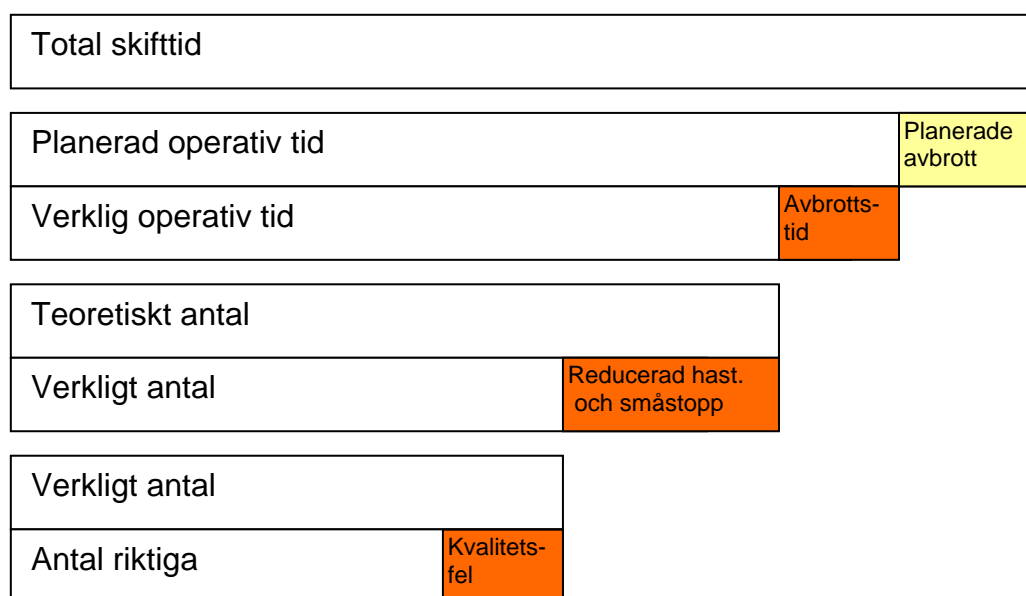 Total skifttid
Planerad operativ tid
Planerade
avbrott
Verklig operativ tid
Avbrotts-
tid
Teoretiskt antal
Verkligt antal
Reducerad hast.
och småstopp
Verkligt antal
Antal riktiga
Kvalitets-
fel